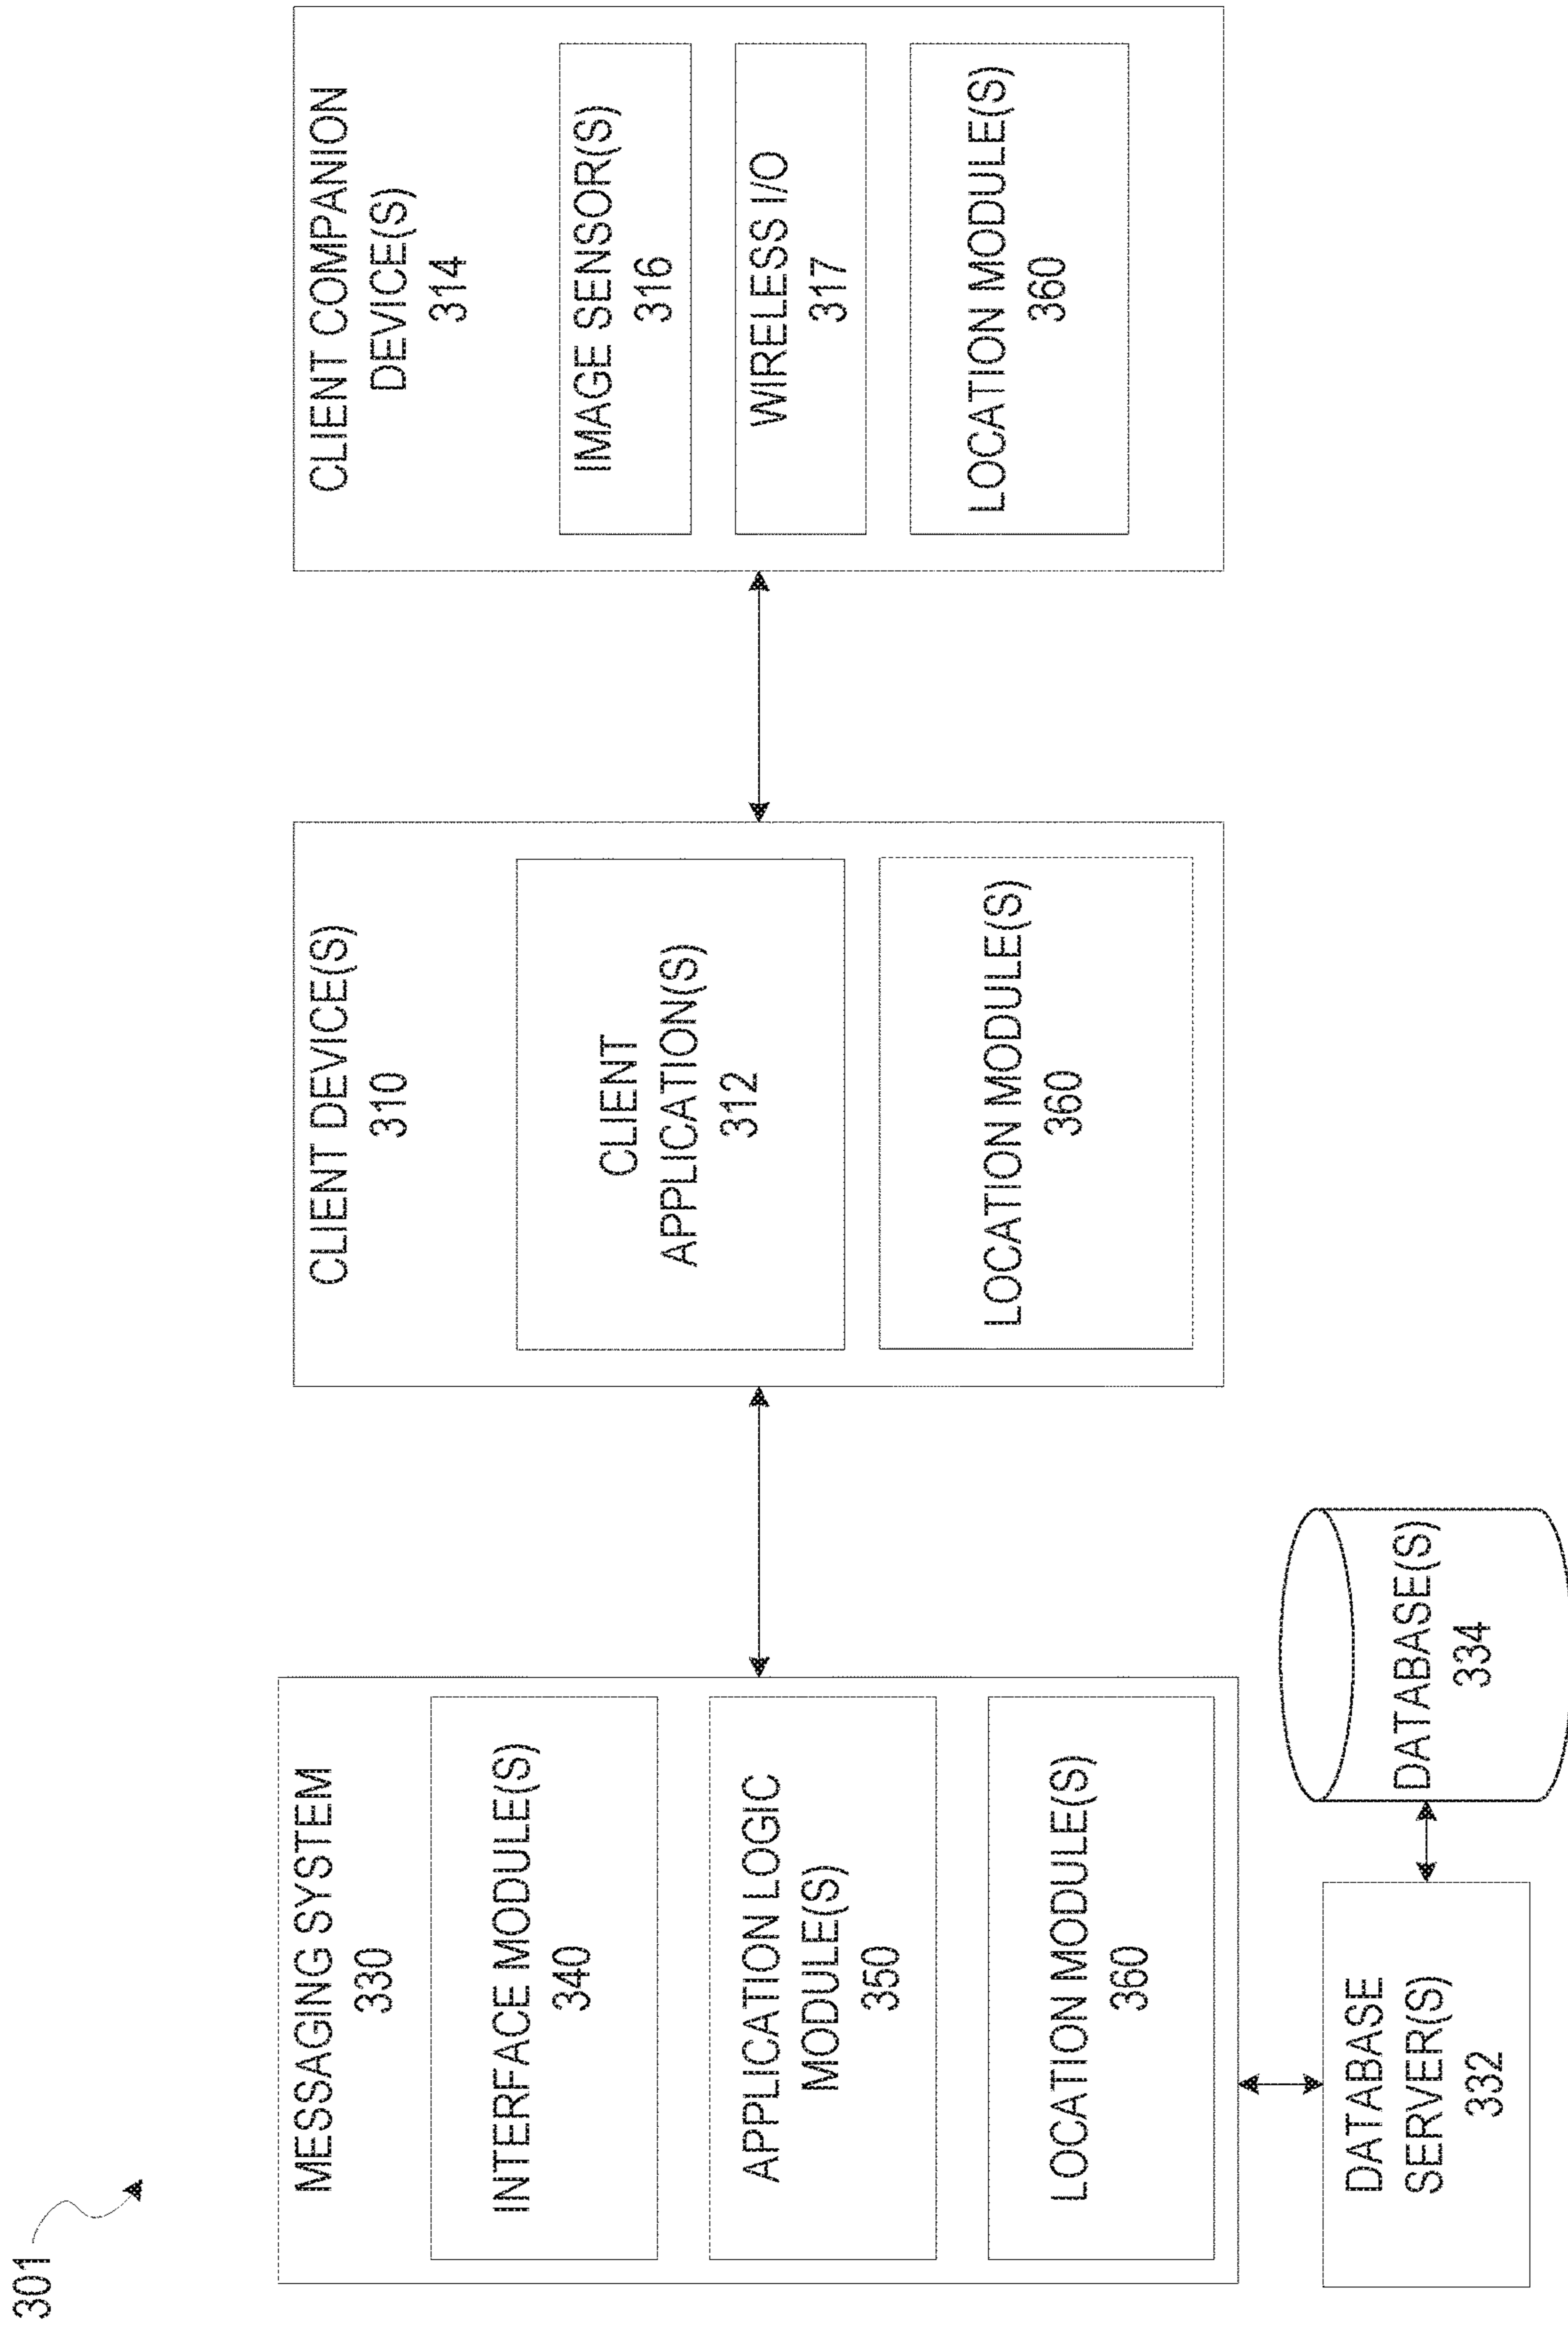 301
MESSAGING SYSTEM
330
INTERFACE MODULE(S)
340
APPLICATION LOGIC
MODULE(S)
350
LOCATION MODULE(S)
360
DATABASE
SERVER(S)
332
DATABASE(S)
334
CLIENT DEVICE(S)
310
CLIENT
APPLICATION(S)
312
LOCATION MODULE(S)
360
CLIENT COMPANION
DEVICE(S)
314
IMAGE SENSOR(S)
316
WIRELESS I/O
317
LOCATION MODULE(S)
360